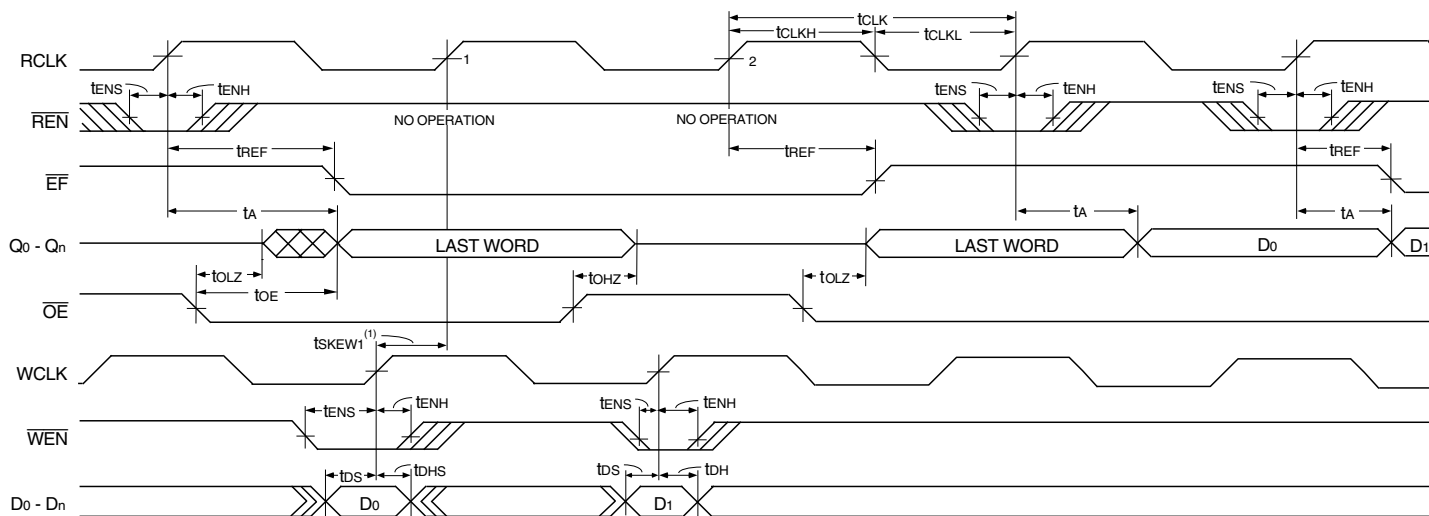 tCLK
tCLKH tCLKL
RCLK 1 2
tENS tENH tENS tENH tENS tENH
REN NO OPERATION NO OPERATION
tREF tREF tREF
EF
tA tA tA
Q0 - Qn LAST WORD LAST WORD D0 D1
tOLZ tOHZ tOLZ
tOE
OE
tSKEW1(1)
WCLK
tENS tENH tENS tENH
WEN
tDS tDHS tDS tDH
D0 - Dn D0 D1